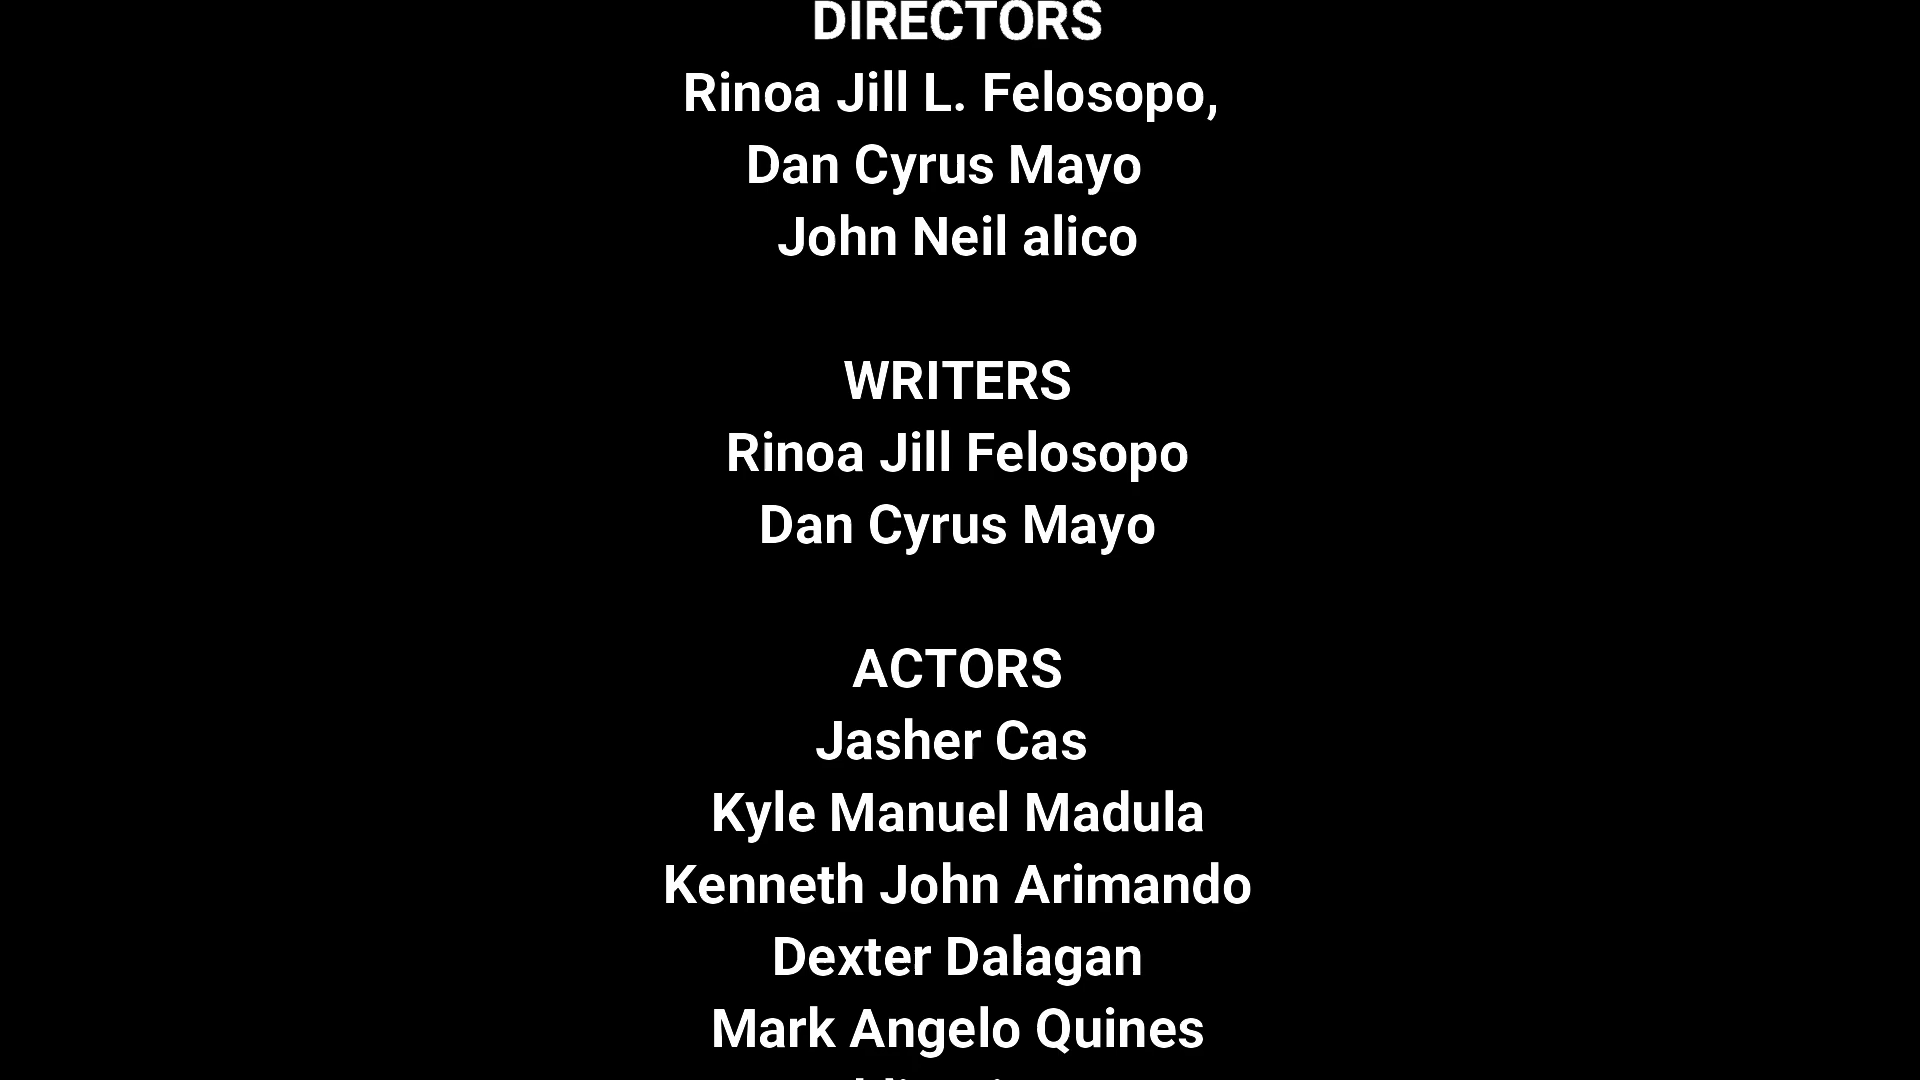 DIRECTORS
Rinoa Jill L. Felosopo,
Dan Cyrus Mayo
John Neil alico
WRITERS
Rinoa Jill Felosopo
Dan Cyrus Mayo
ACTORS
Jasher Cas
Kyle Manuel Madula
Kenneth John Arimando
Dexter Dalagan
Mark Angelo Quines